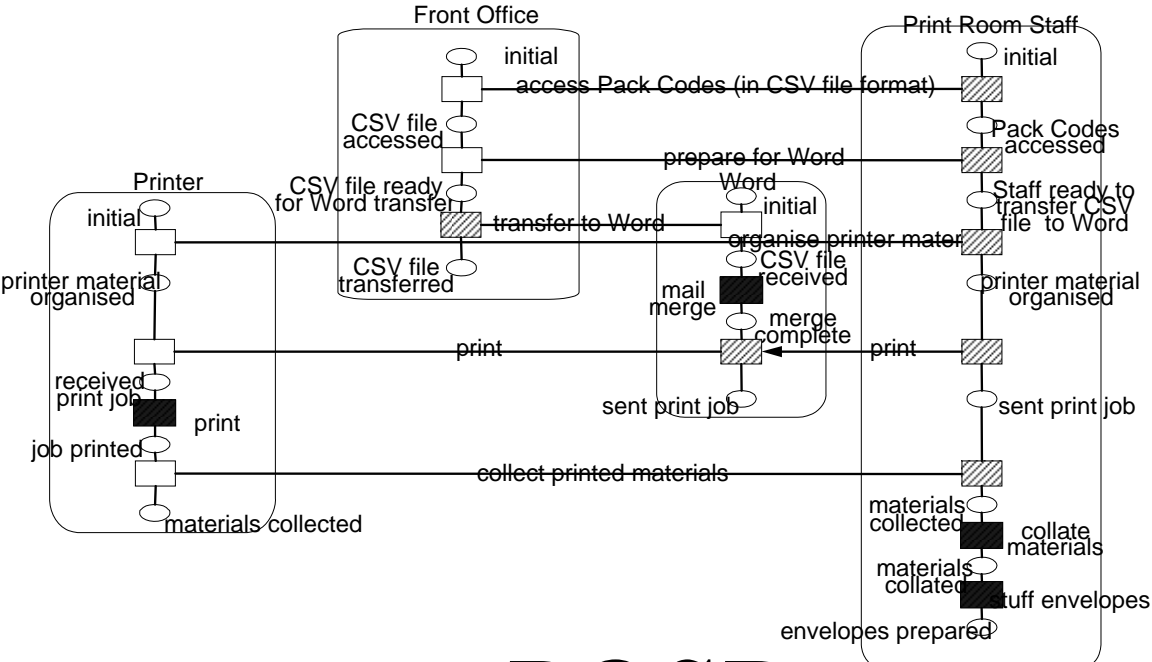 Front Office
Print Room Staff
initial
initial
access Pack Codes (in CSV file format)
CSV file
accessed
Pack Codes
accessed
prepare for Word
Printer
CSV file ready
for Word transfer
Word
Staff ready to
transfer CSV
file to Word
initial
initial
transfer to Word
organise printer mater
CSV file
transferred
CSV file
received
printer material
organised
mail
merge
printer material
organised
merge
complete
print
print
received
print job
sent print job
sent print job
print
job printed
collect printed materials
materials collected
materials
collected
collate
materials
materials
collated
stuff envelopes
envelopes prepared